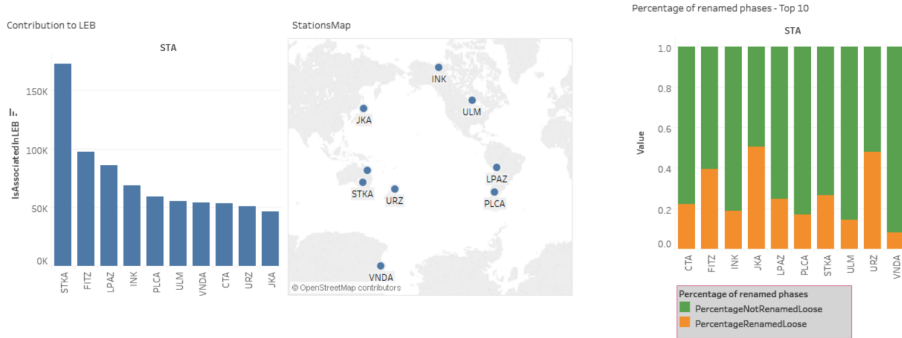 Contribution to LEB
STA
150K
100K
50K
0K
IsAssociatedInLEB
STKA
FITZ
LPAZ
INK
PLCA
ULM
VNDA
CTA
URZ
JKA
StationsMap
INK
ULM
JKA
LPAZ
STKA
URZ
PLCA
VNDA
© OpenStreetMap contributors
Percentage of renamed phases - Top 10
STA
1.0
0.8
0.6
0.4
0.2
0.0
Value
CTA
FITZ
INK
JKA
LPAZ
PLCA
STKA
ULM
URZ
VNDA
Percentage of renamed phases
PercentageNotRenamedLoose
PercentageRenamedLoose